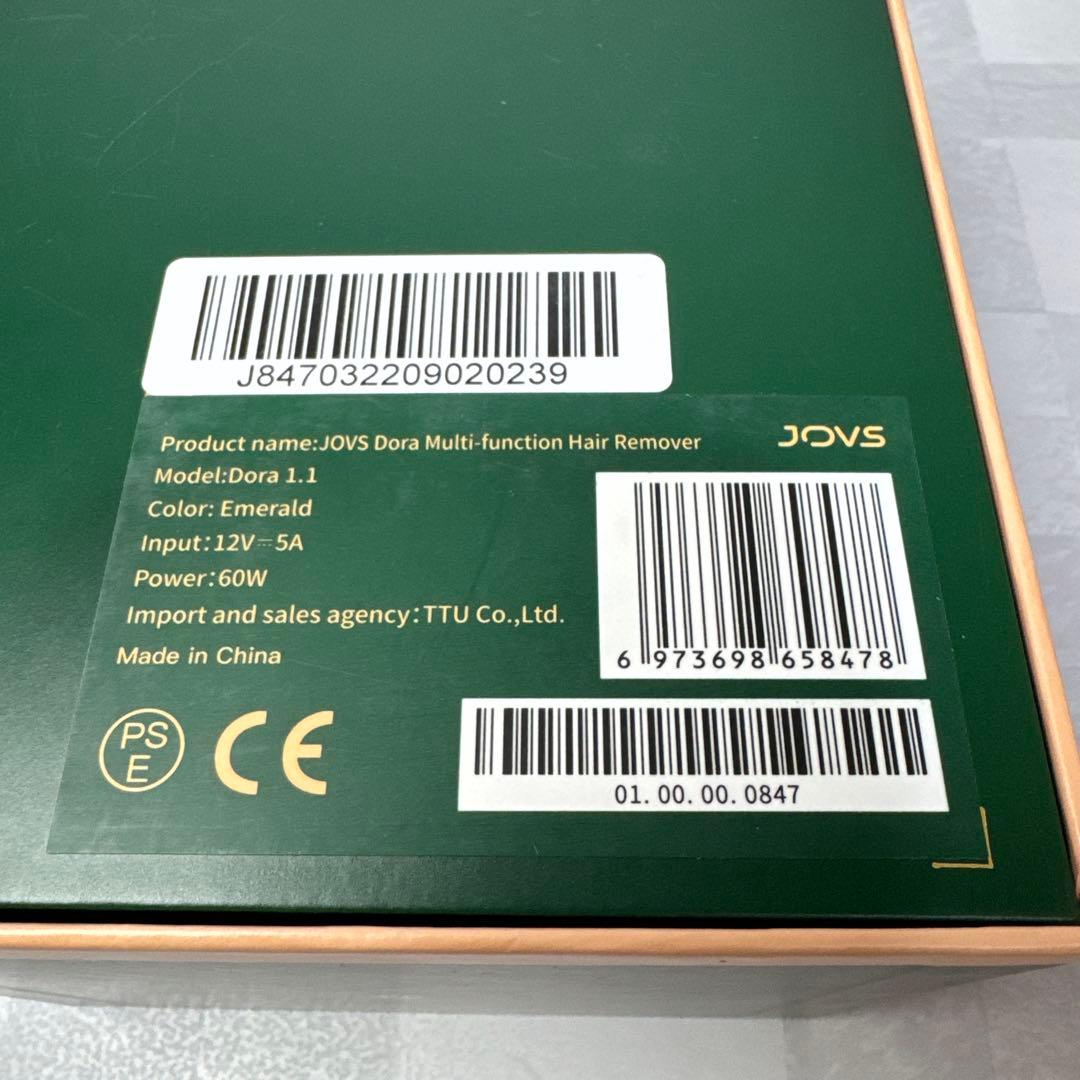 J847032209020239
Product name:JOVS Dora Multi-function Hair Remover
JOVS
Model:Dora 1.1
Color: Emerald
Input:12V⎓5A
Power:60W
Import and sales agency:TTU Co.,Ltd.
Made in China
6 973698 658478
PS
E
CE
01.00.00.0847